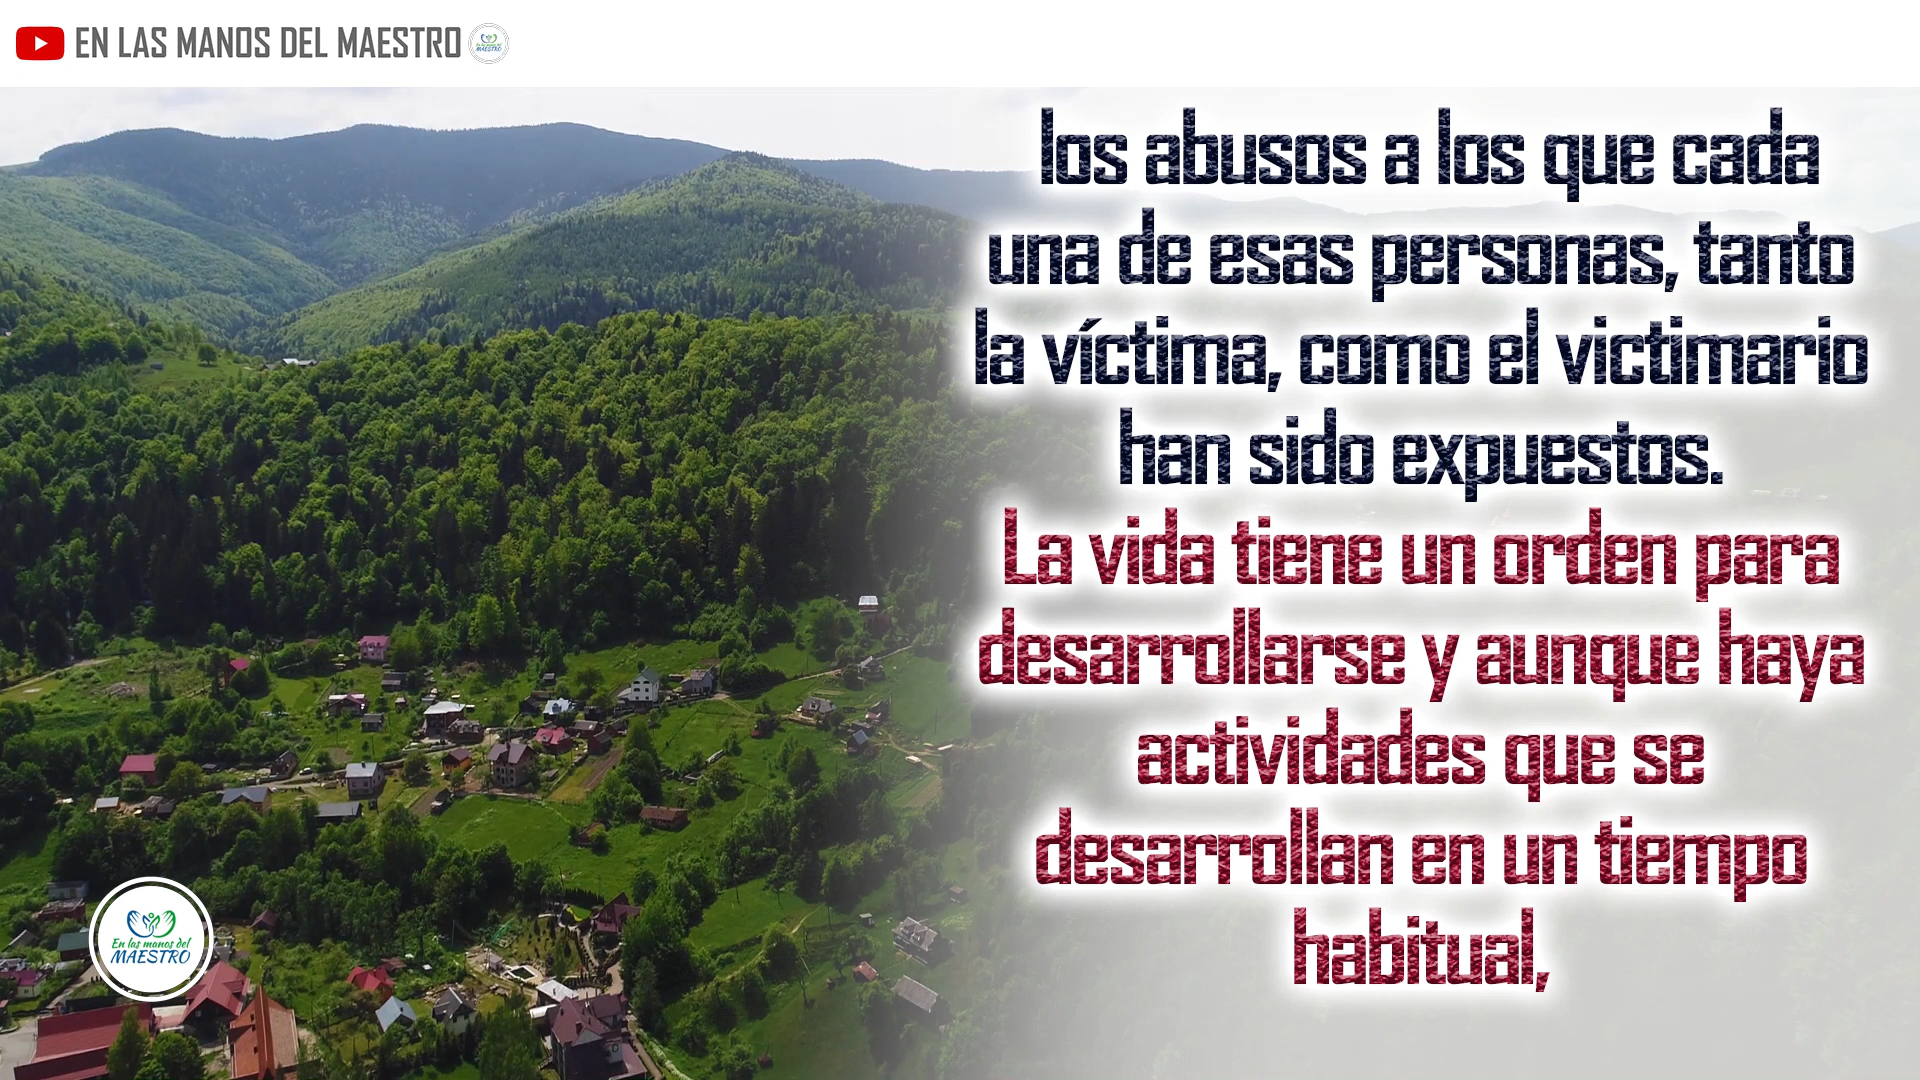 EN LAS MANOS DEL MAESTRO
los abusos a los que cada
una de esas personas, tanto
la víctima, como el victimario
han sido expuestos.
La vida tiene un orden para
desarrollarse y aunque haya
actividades que se
desarrollan en un tiempo
habitual,
En las manos del
MAESTRO